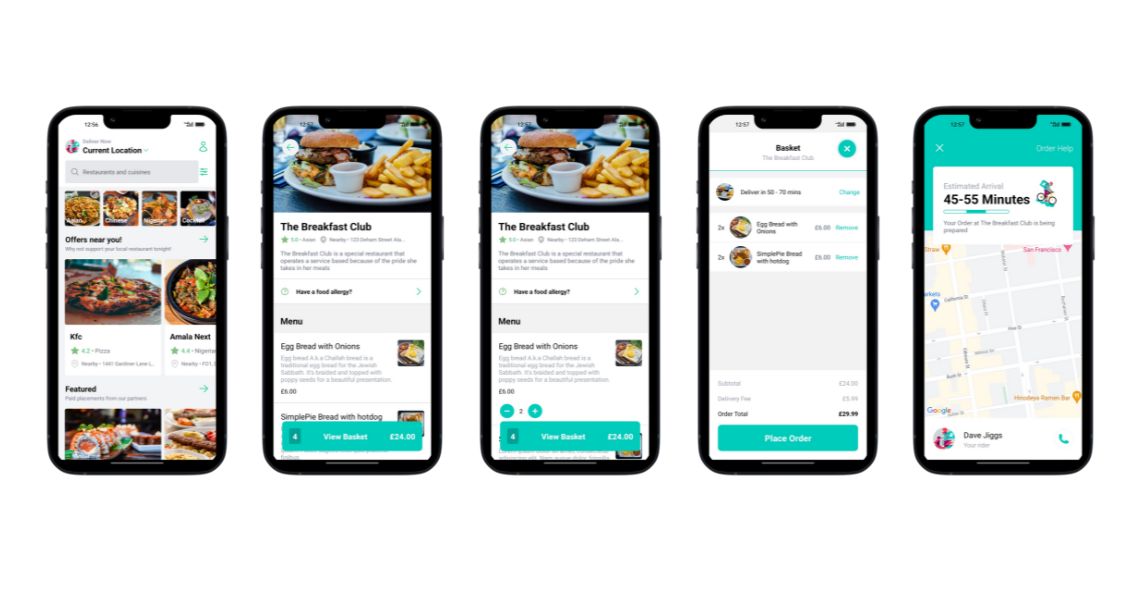 12:56
Deliver Now
Current Location
Restaurants and cuisines
Asian
Chinese
Nigerian
Cocktail
Offers near you!
Why not support your local restaurant tonight!
Kfc
4.2 · Pizza
Nearby · 1441 Gardiner Lane L...
Amala Next
4.4 · Nigeria
Nearby · FO1,
Featured
Paid placements from our partners
12:57
The Breakfast Club
5.0 · Asian
Nearby · 123 Deham Street Ala...
The Breakfast Club is a special restaurant that
operates a service based because of the pride she
takes in her meals
Have a food allergy?
Menu
Egg Bread with Onions
Egg bread A.k.a Challah bread is a
traditional egg bread for the Jewish
Sabbath. It's braided and topped with
poppy seeds for a beautiful presentation.
£6.00
SimplePie Bread with hotdog
4
View Basket
£24.00
finibus
12:57
The Breakfast Club
5.0 · Asian
Nearby · 123 Deham Street Ala...
The Breakfast Club is a special restaurant that
operates a service based because of the pride she
takes in her meals
Have a food allergy?
Menu
Egg Bread with Onions
Egg bread A.k.a Challah bread is a
traditional egg bread for the Jewish
Sabbath. It's braided and topped with
poppy seeds for a beautiful presentation.
£6.00
2
4
View Basket
£24.00
12:57
Basket
The Breakfast Club
Deliver in 50 - 70 mins
Change
2x
Egg Bread with
Onions
£6.00
Remove
2x
SimplePie Bread
with hotdog
£6.00
Remove
Subtotal
£24.00
Delivery Fee
£5.99
Order Total
£29.99
Place Order
12:57
Order Help
Estimated Arrival
45-55 Minutes
Your Order at The Breakfast Club is being
prepared
Straw
San Francisco
arkets
California St
Pine St
Bush St
Sutter St
Hinodeya Ramen Bar
Google
Dave Jiggs
Your rider